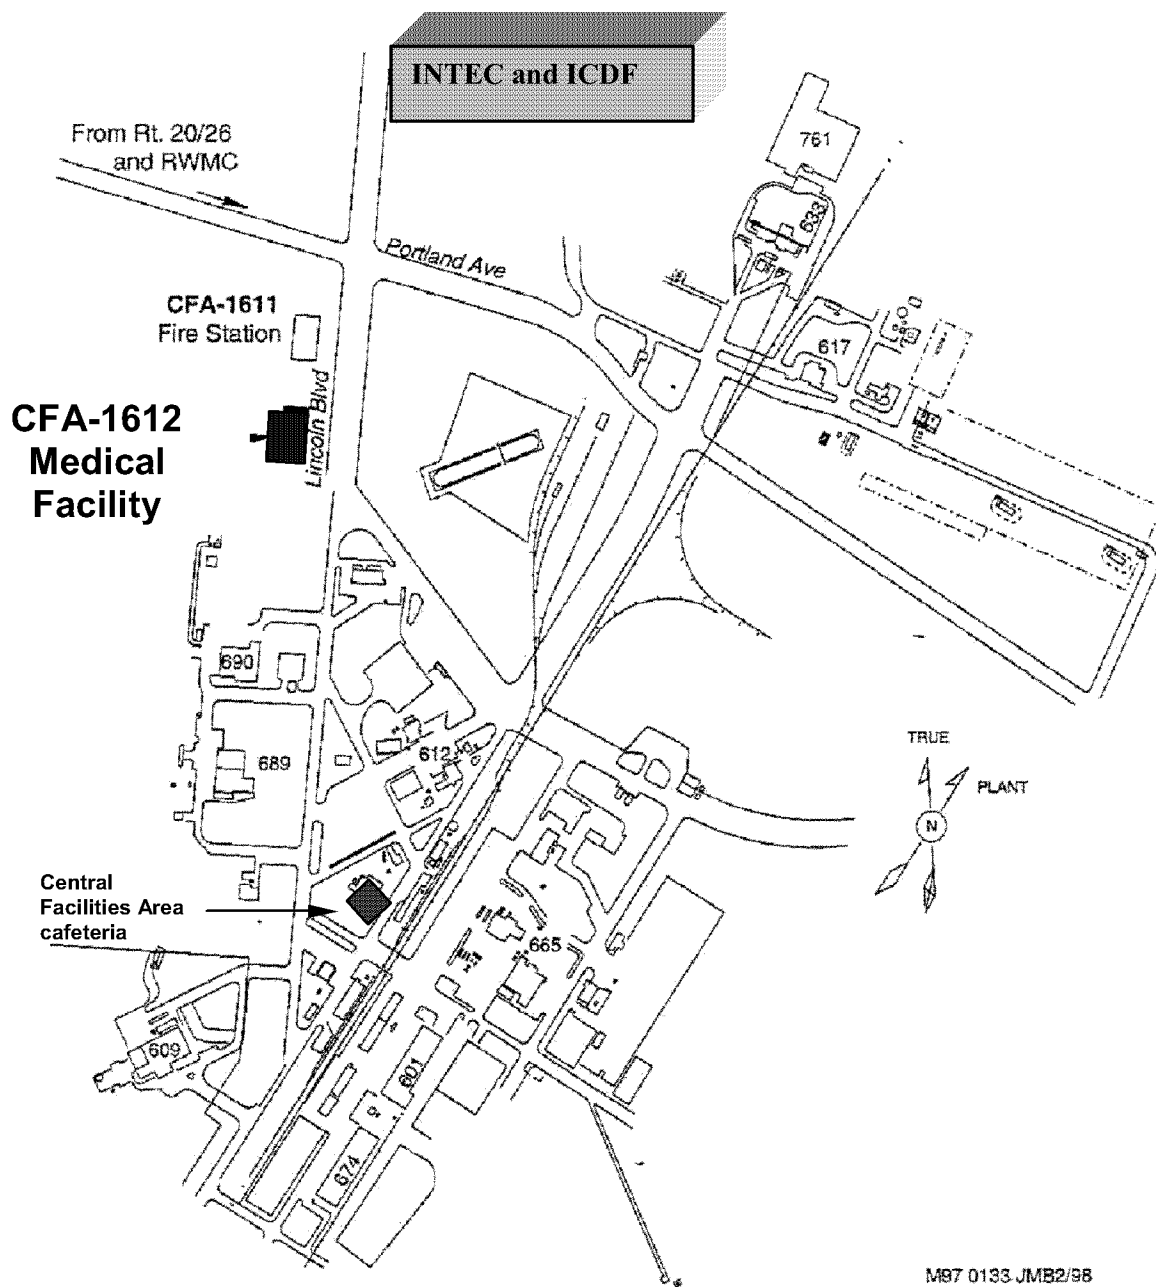 INTEC and ICDF
From Rt. 20/26
and RWMC
761
633
Portland Ave
CFA-1611
Fire Station
617
Lincoln Blvd
CFA-1612
Medical
Facility
690
689
612
TRUE
PLANT
N
Central
Facilities Area
cafeteria
665
609
601
674
M97 0133 JMB2/98